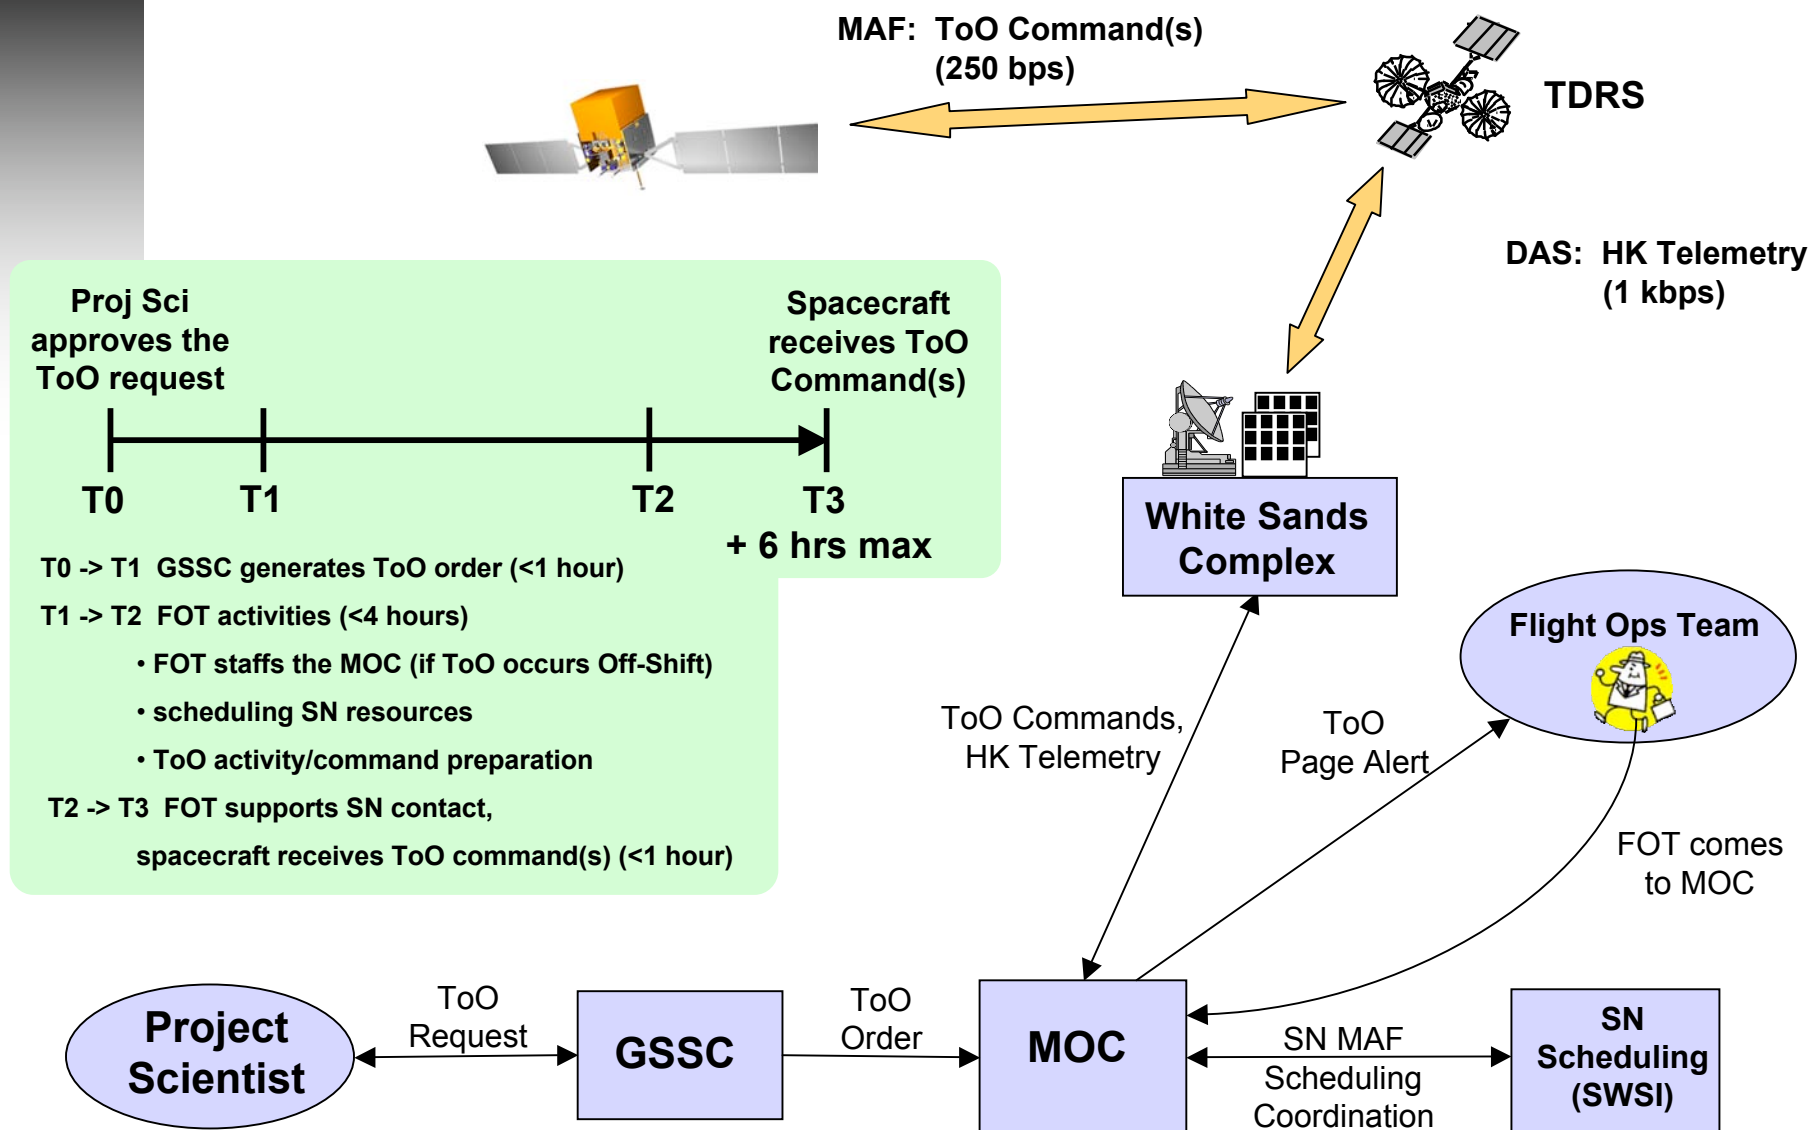 MAF: ToO Command(s)
(250 bps)
TDRS
DAS: HK Telemetry
(1 kbps)
Proj Sci
approves the
ToO request
Spacecraft
receives ToO
Command(s)
T0
T1
T2
T3
+ 6 hrs max
T0 -> T1 GSSC generates ToO order (<1 hour)
T1 -> T2 FOT activities (<4 hours)
• FOT staffs the MOC (if ToO occurs Off-Shift)
• scheduling SN resources
• ToO activity/command preparation
T2 -> T3 FOT supports SN contact,
spacecraft receives ToO command(s) (<1 hour)
White Sands
Complex
Flight Ops Team
ToO Commands,
HK Telemetry
ToO
Page Alert
FOT comes
to MOC
Project
Scientist
ToO
Request
GSSC
ToO
Order
MOC
SN MAF
Scheduling
Coordination
SN
Scheduling
(SWSI)